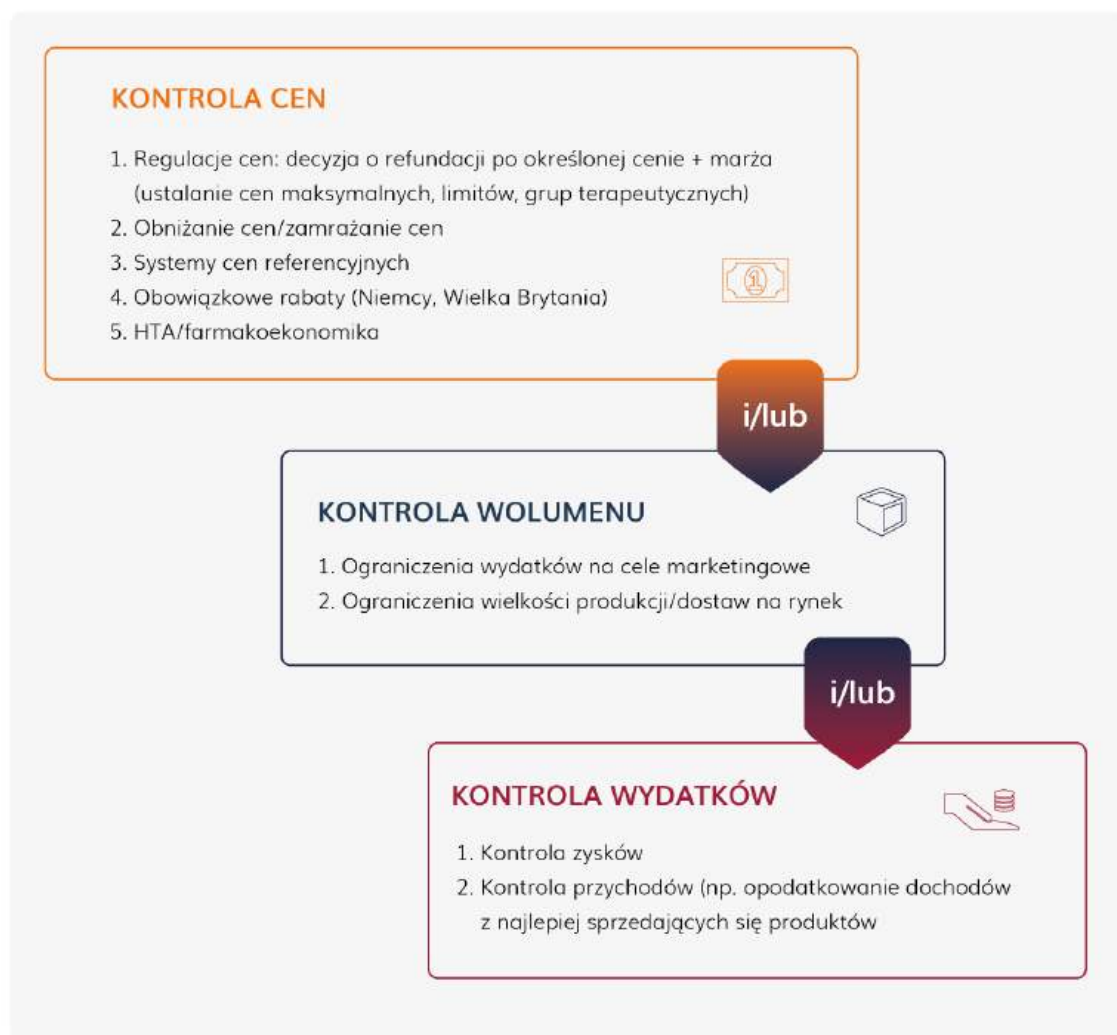 KONTROLA CEN
1. Regulacje cen: decyzja o refundacji po określonej cenie + marża
(ustalanie cen maksymalnych, limitów, grup terapeutycznych)
2. Obniżanie cen/zamrażanie cen
3. Systemy cen referencyjnych
4. Obowiązkowe rabaty (Niemcy, Wielka Brytania)
5. HTA/farmakoekonomika
1
i/lub
KONTROLA WOLUMENU
1. Ograniczenia wydatków na cele marketingowe
2. Ograniczenia wielkości produkcji/dostaw na rynek
i/lub
KONTROLA WYDATKÓW
1. Kontrola zysków
2. Kontrola przychodów (np. opodatkowanie dochodów
z najlepiej sprzedających się produktów